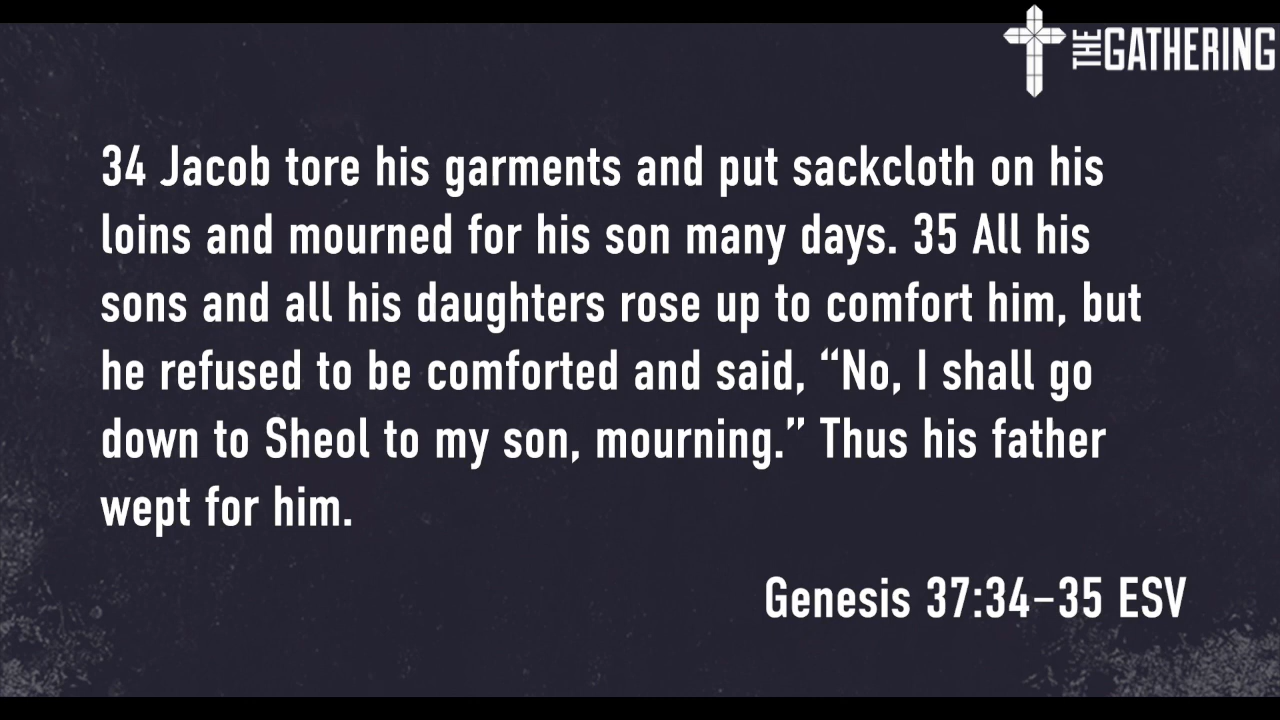 THE GATHERING
34 Jacob tore his garments and put sackcloth on his
loins and mourned for his son many days. 35 All his
sons and all his daughters rose up to comfort him, but
he refused to be comforted and said, “No, I shall go
down to Sheol to my son, mourning.” Thus his father
wept for him.
Genesis 37:34–35 ESV